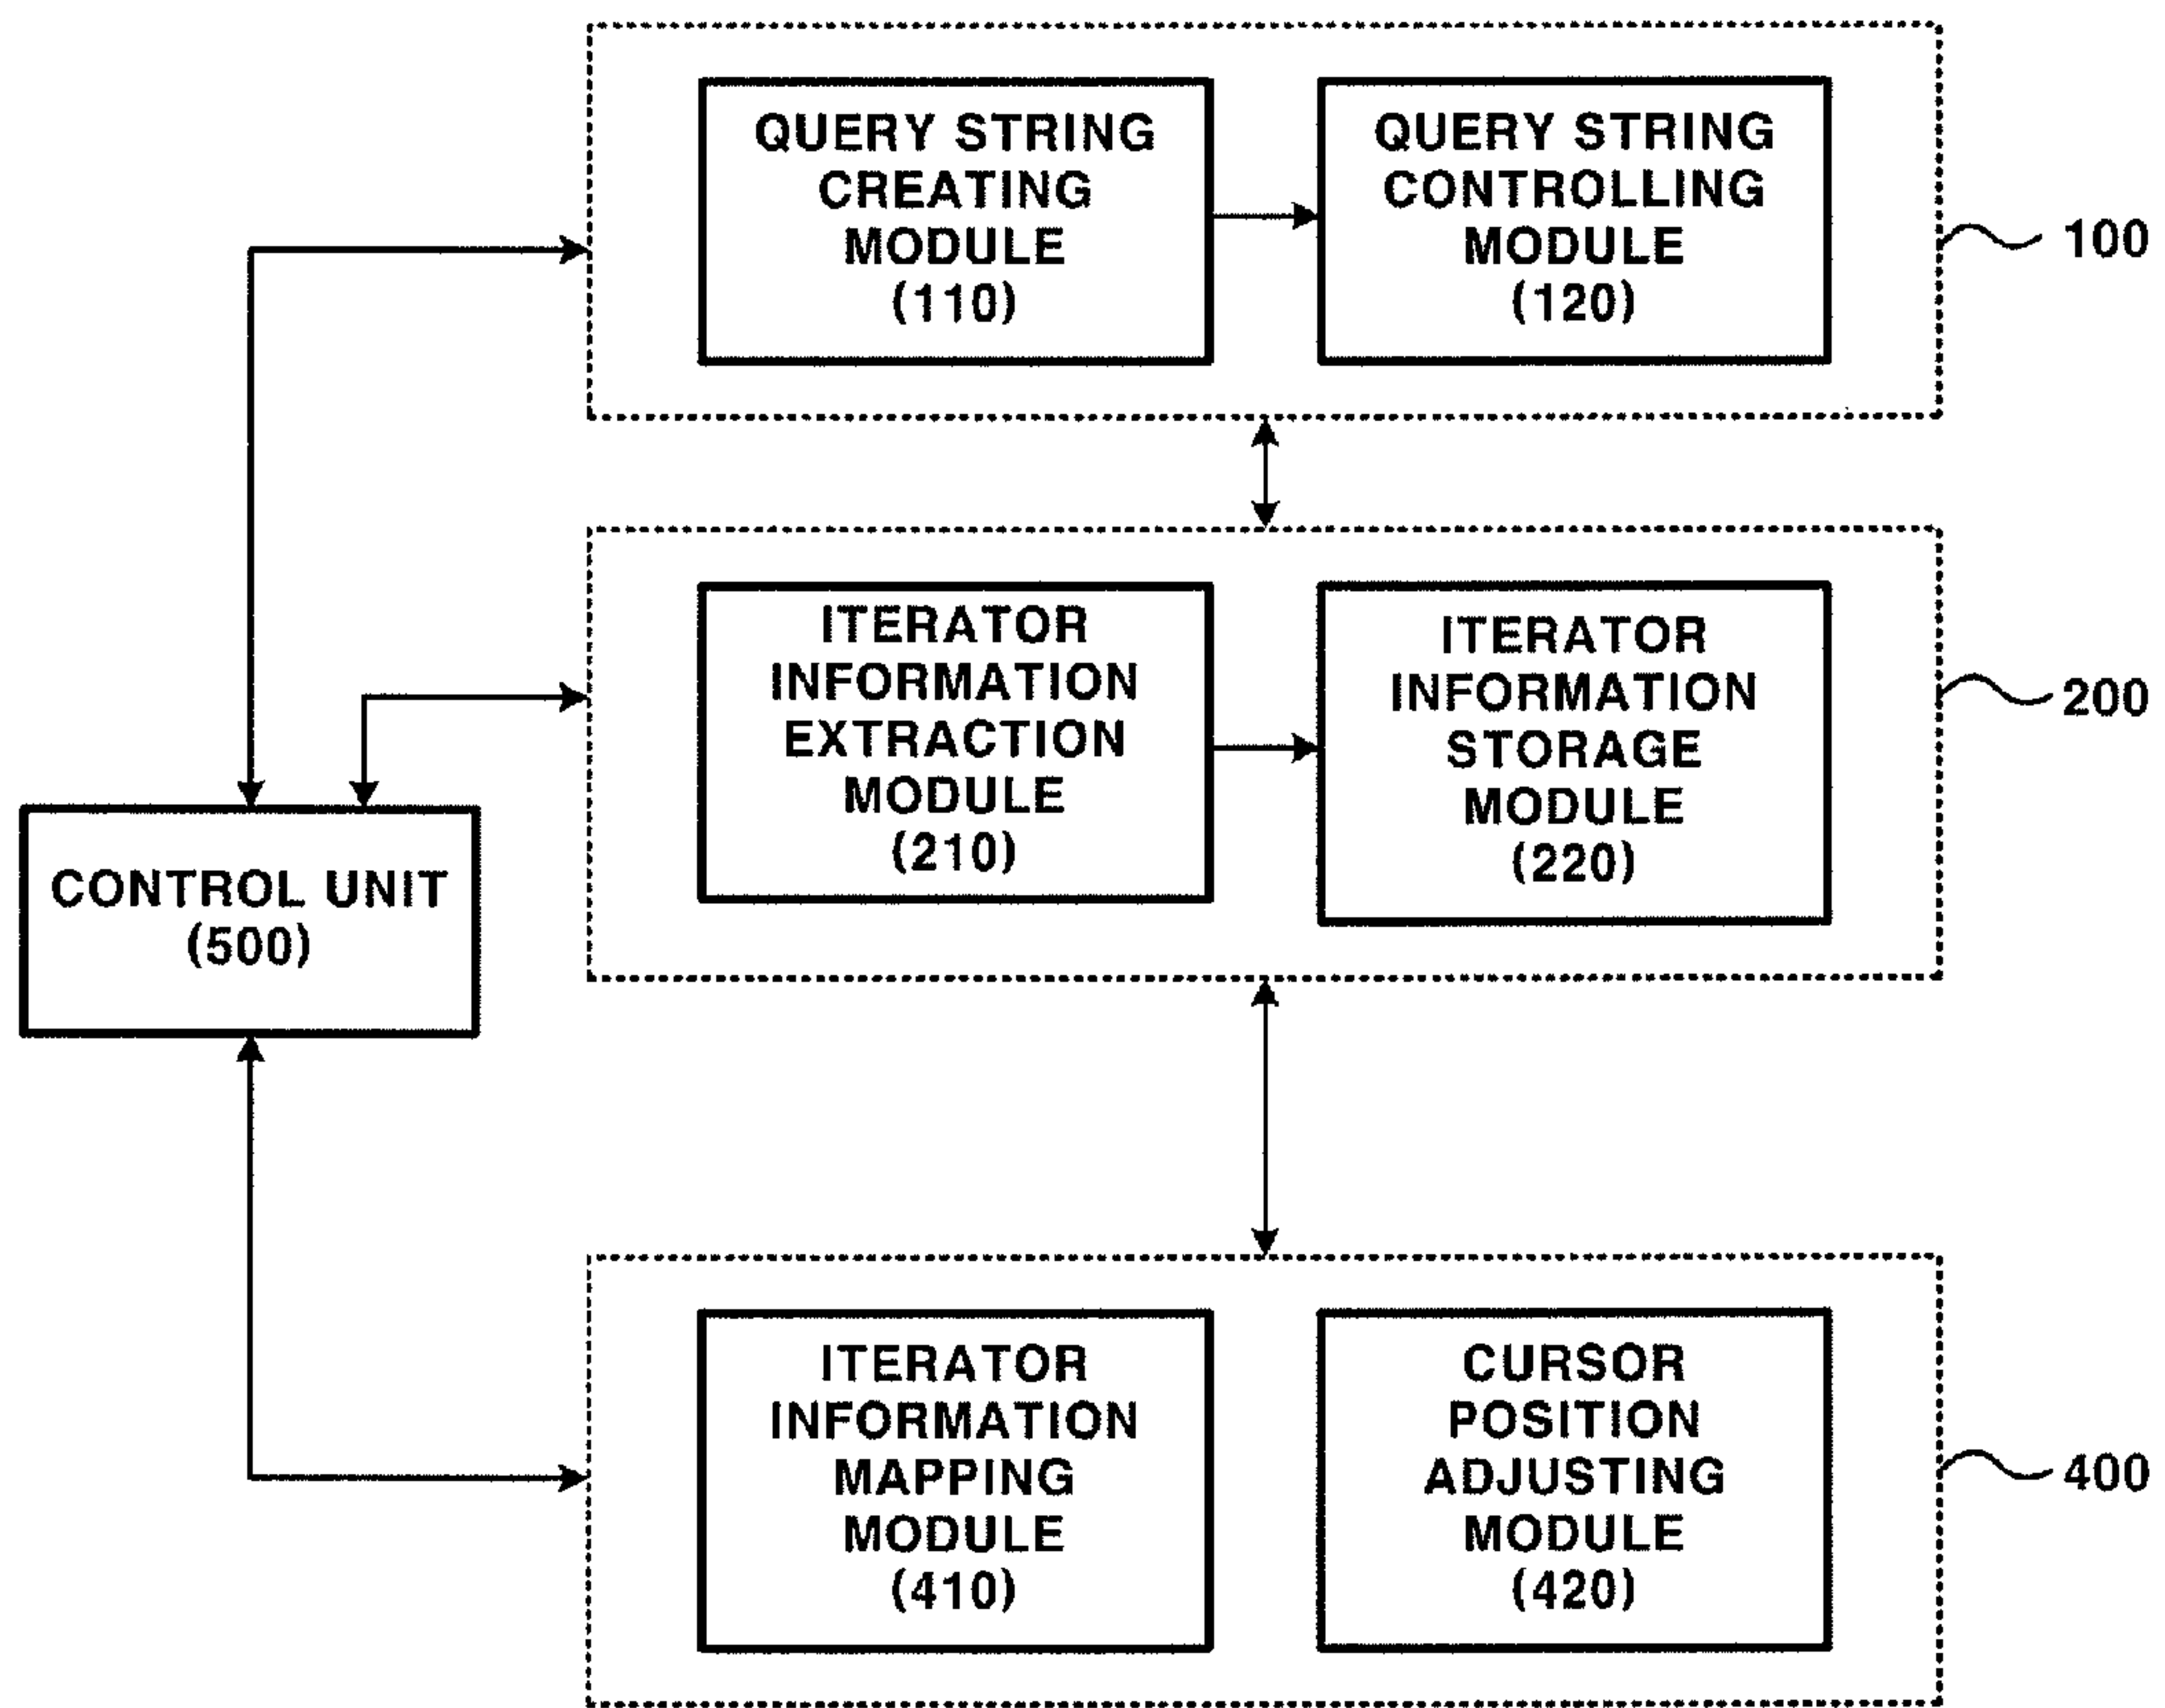 QUERY STRING
CREATING
MODULE
(110)
QUERY STRING
CONTROLLING
MODULE
(120)
100
ITERATOR
INFORMATION
EXTRACTION
MODULE
(210)
ITERATOR
INFORMATION
STORAGE
MODULE
(220)
200
CONTROL UNIT
(500)
ITERATOR
INFORMATION
MAPPING
MODULE
(410)
CURSOR
POSITION
ADJUSTING
MODULE
(420)
400